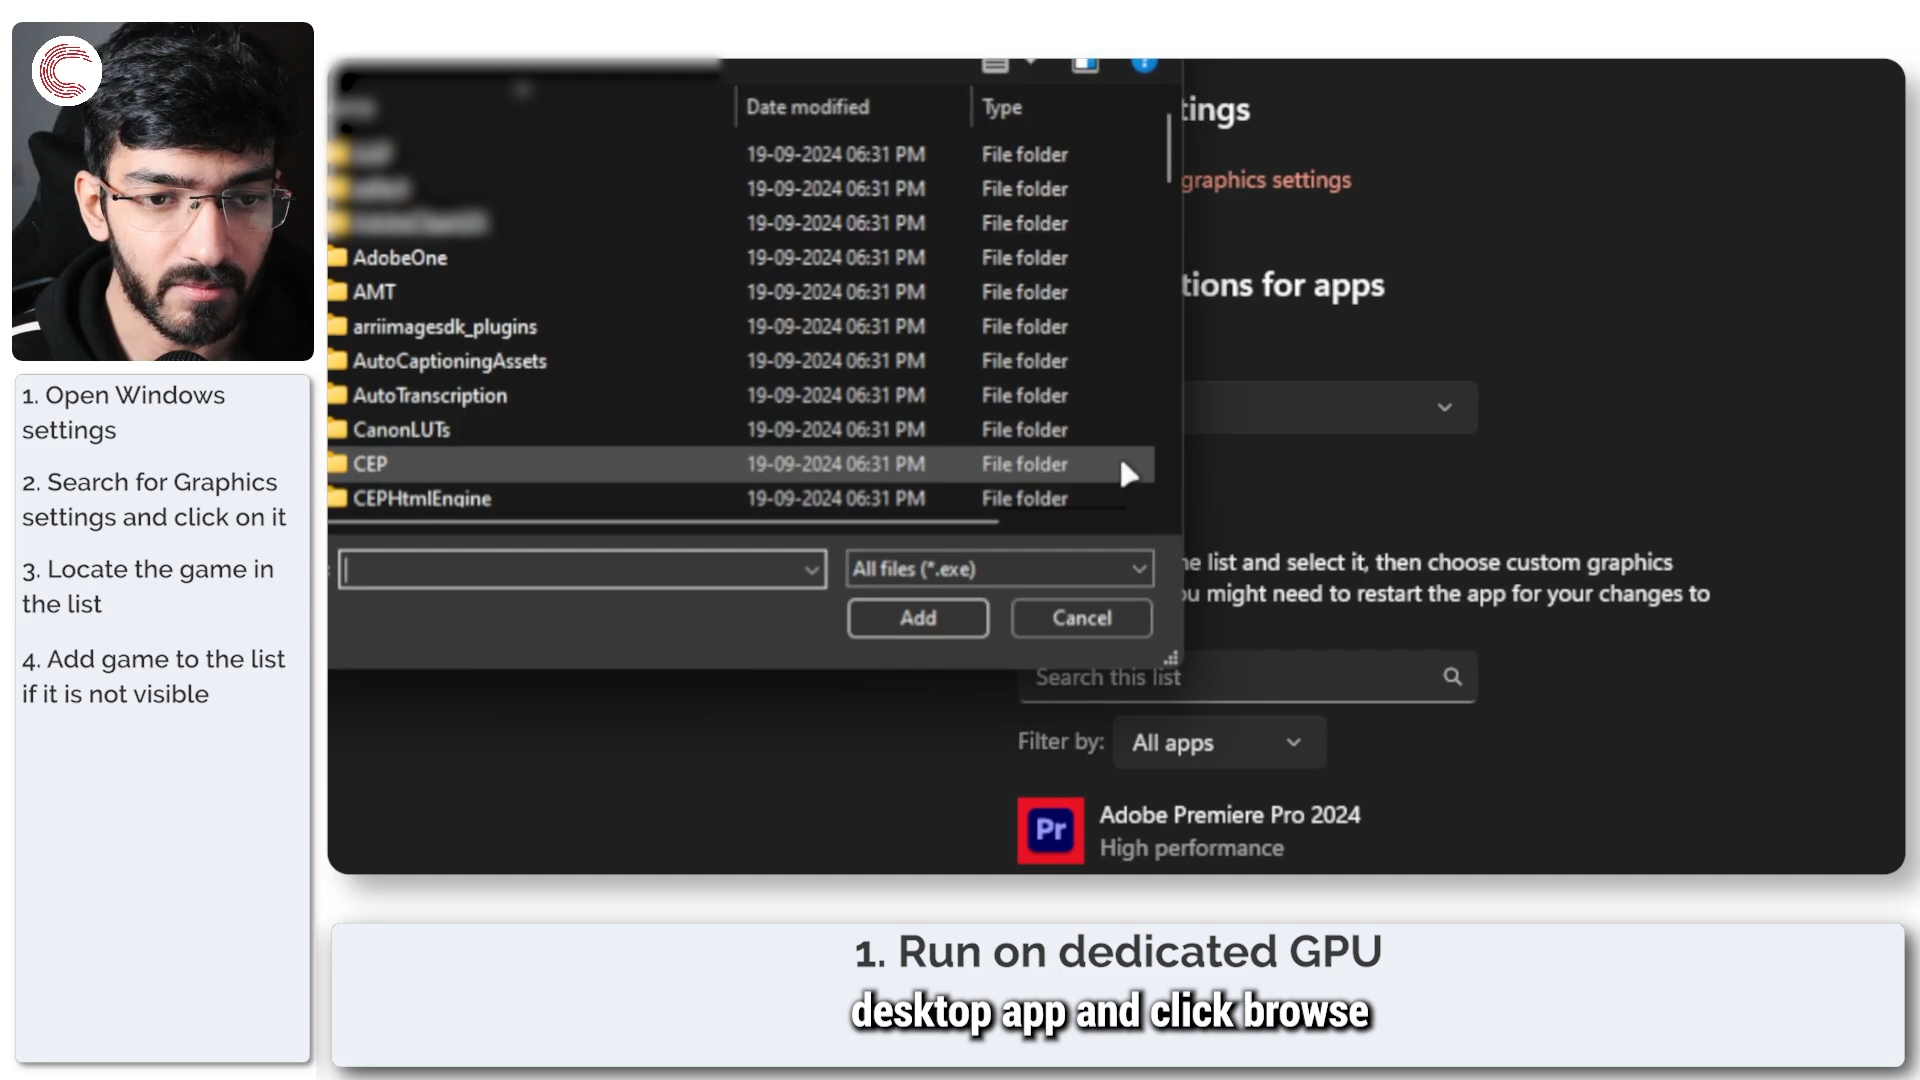 1. Open Windows
settings
2. Search for Graphics
settings and click on it
3. Locate the game in
the list
4. Add game to the list
if it is not visible
Date modified Type
19-09-2024 06:31 PM File folder
19-09-2024 06:31 PM File folder
19-09-2024 06:31 PM File folder
AdobeOne 19-09-2024 06:31 PM File folder
AMT 19-09-2024 06:31 PM File folder
arriimagesdk_plugins 19-09-2024 06:31 PM File folder
AutoCaptioningAssets 19-09-2024 06:31 PM File folder
AutoTranscription 19-09-2024 06:31 PM File folder
CanonLUTs 19-09-2024 06:31 PM File folder
CEP 19-09-2024 06:31 PM File folder
CEPHtmlEngine 19-09-2024 06:31 PM File folder
All files (*.exe)
Add Cancel
tings
graphics settings
tions for apps
e list and select it, then choose custom graphics
u might need to restart the app for your changes to
Search this list
Filter by: All apps
Pr
Adobe Premiere Pro 2024
High performance
1. Run on dedicated GPU
desktop app and click browse